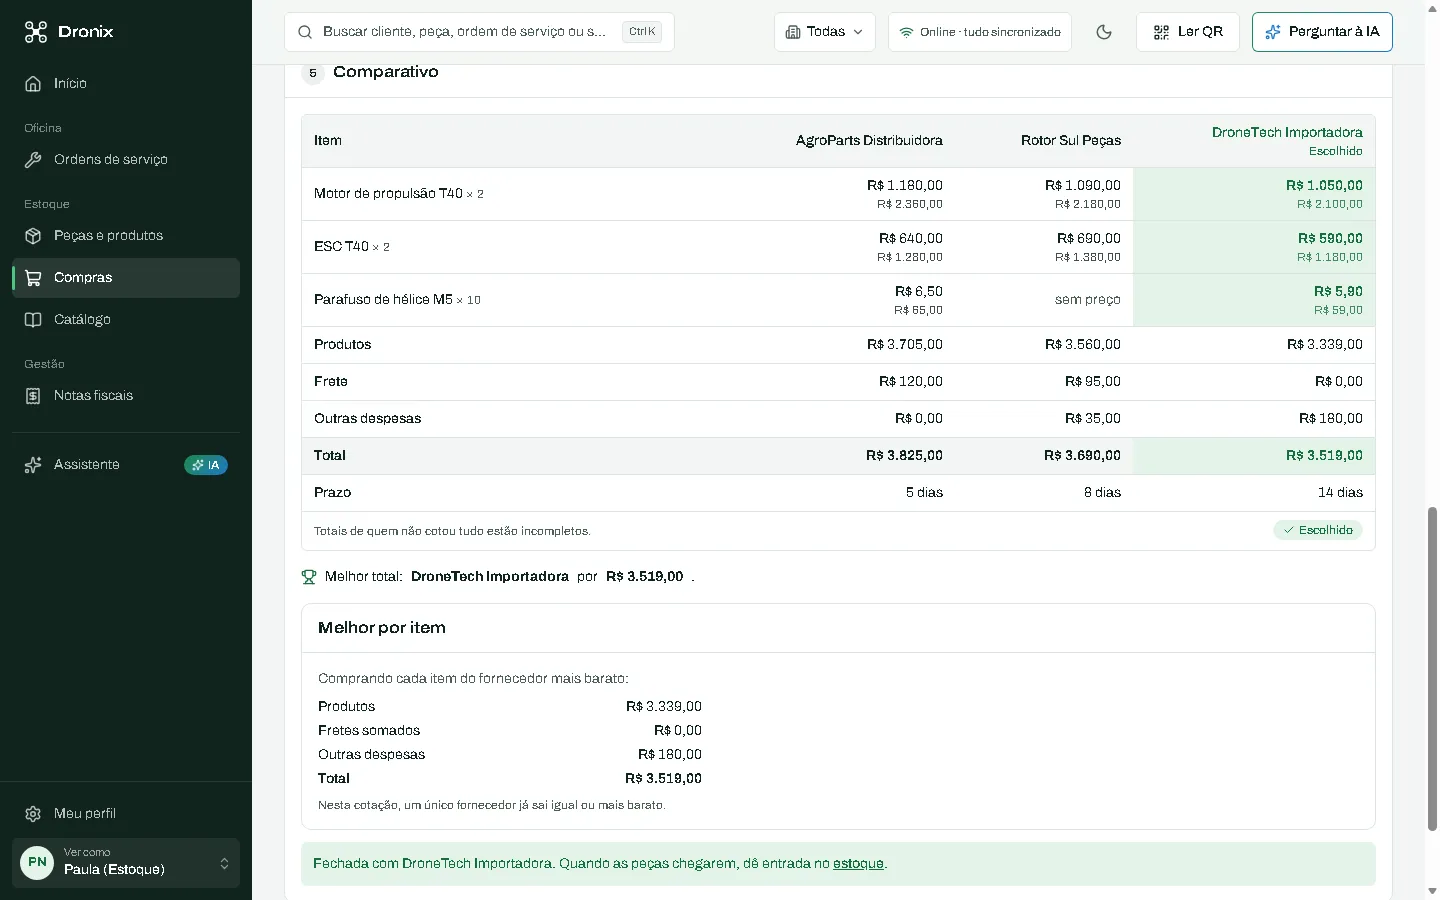 Dronix
Início
Oficina
Ordens de serviço
Estoque
Peças e produtos
Compras
Catálogo
Gestão
Notas fiscais
Assistente
IA
Meu perfil
PN
Ver como
Paula (Estoque)
Buscar cliente, peça, ordem de serviço ou s...
Ctrl K
Todas
Online · tudo sincronizado
Ler QR
Perguntar à IA
5 Comparativo
Item AgroParts Distribuidora Rotor Sul Peças DroneTech Importadora
Escolhido
Motor de propulsão T40 × 2 R$ 1.180,00 R$ 1.090,00 R$ 1.050,00
R$ 2.360,00 R$ 2.180,00 R$ 2.100,00
ESC T40 × 2 R$ 640,00 R$ 690,00 R$ 590,00
R$ 1.280,00 R$ 1.380,00 R$ 1.180,00
Parafuso de hélice M5 × 10 R$ 6,50 sem preço R$ 5,90
R$ 65,00 R$ 59,00
Produtos R$ 3.705,00 R$ 3.560,00 R$ 3.339,00
Frete R$ 120,00 R$ 95,00 R$ 0,00
Outras despesas R$ 0,00 R$ 35,00 R$ 180,00
Total R$ 3.825,00 R$ 3.690,00 R$ 3.519,00
Prazo 5 dias 8 dias 14 dias
Totais de quem não cotou tudo estão incompletos. Escolhido
Melhor total: DroneTech Importadora por R$ 3.519,00 .
Melhor por item
Comprando cada item do fornecedor mais barato:
Produtos R$ 3.339,00
Fretes somados R$ 0,00
Outras despesas R$ 180,00
Total R$ 3.519,00
Nesta cotação, um único fornecedor já sai igual ou mais barato.
Fechada com DroneTech Importadora. Quando as peças chegarem, dê entrada no estoque.